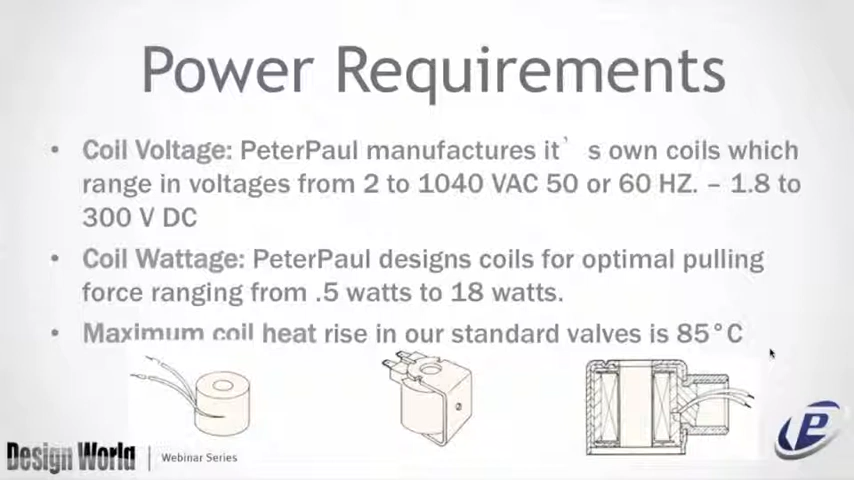 Power Requirements
• Coil Voltage: PeterPaul manufactures it` s own coils which
range in voltages from 2 to 1040 VAC 50 or 60 HZ. – 1.8 to
300 V DC
• Coil Wattage: PeterPaul designs coils for optimal pulling
force ranging from .5 watts to 18 watts.
• Maximum coil heat rise in our standard valves is 85°C
Design World | Webinar Series
P